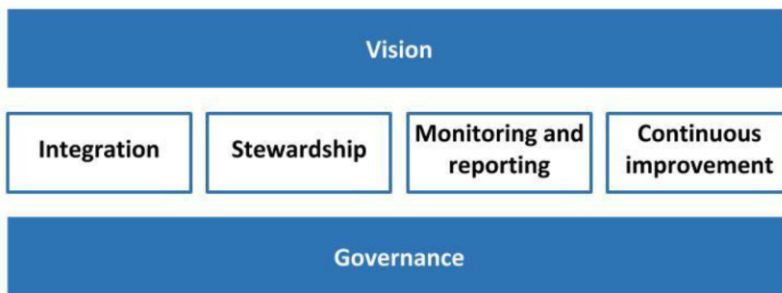 Vision
Integration
Stewardship
Monitoring and
reporting
Continuous
improvement
Governance